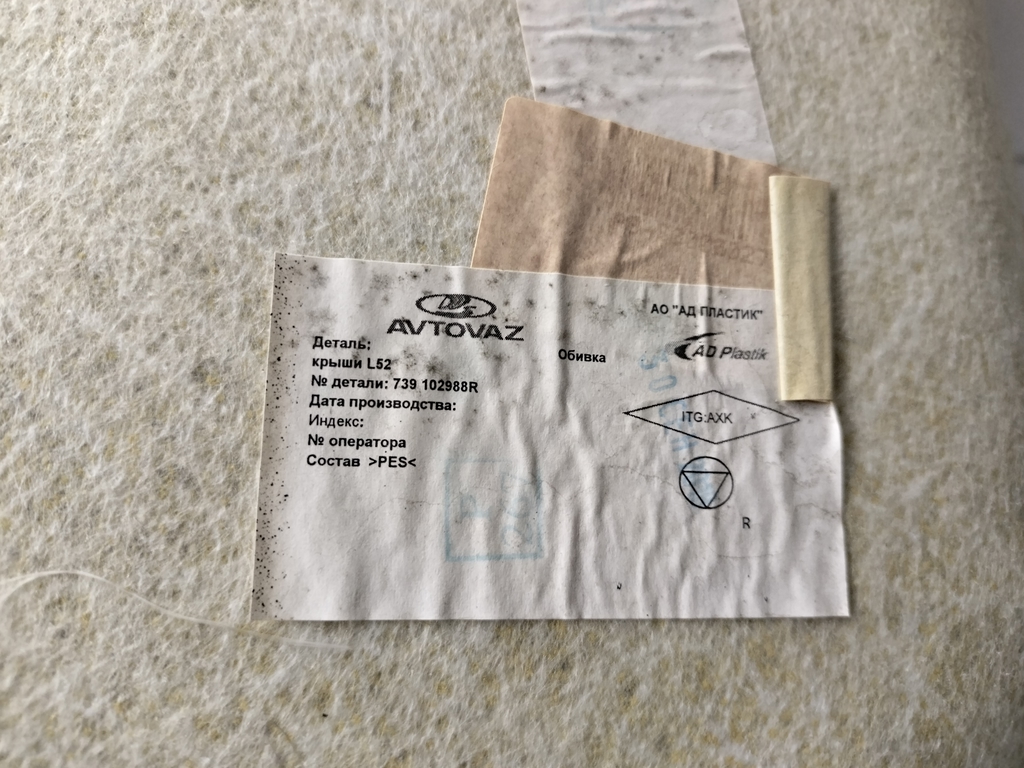 AVTOVAZ
АО "АД ПЛАСТИК"
AD Plastik
Деталь: Обивка
крыши L52
№ детали: 739 102988R
Дата производства:
Индекс:
№ оператора
Состав >PES<
ITG:AXK
R